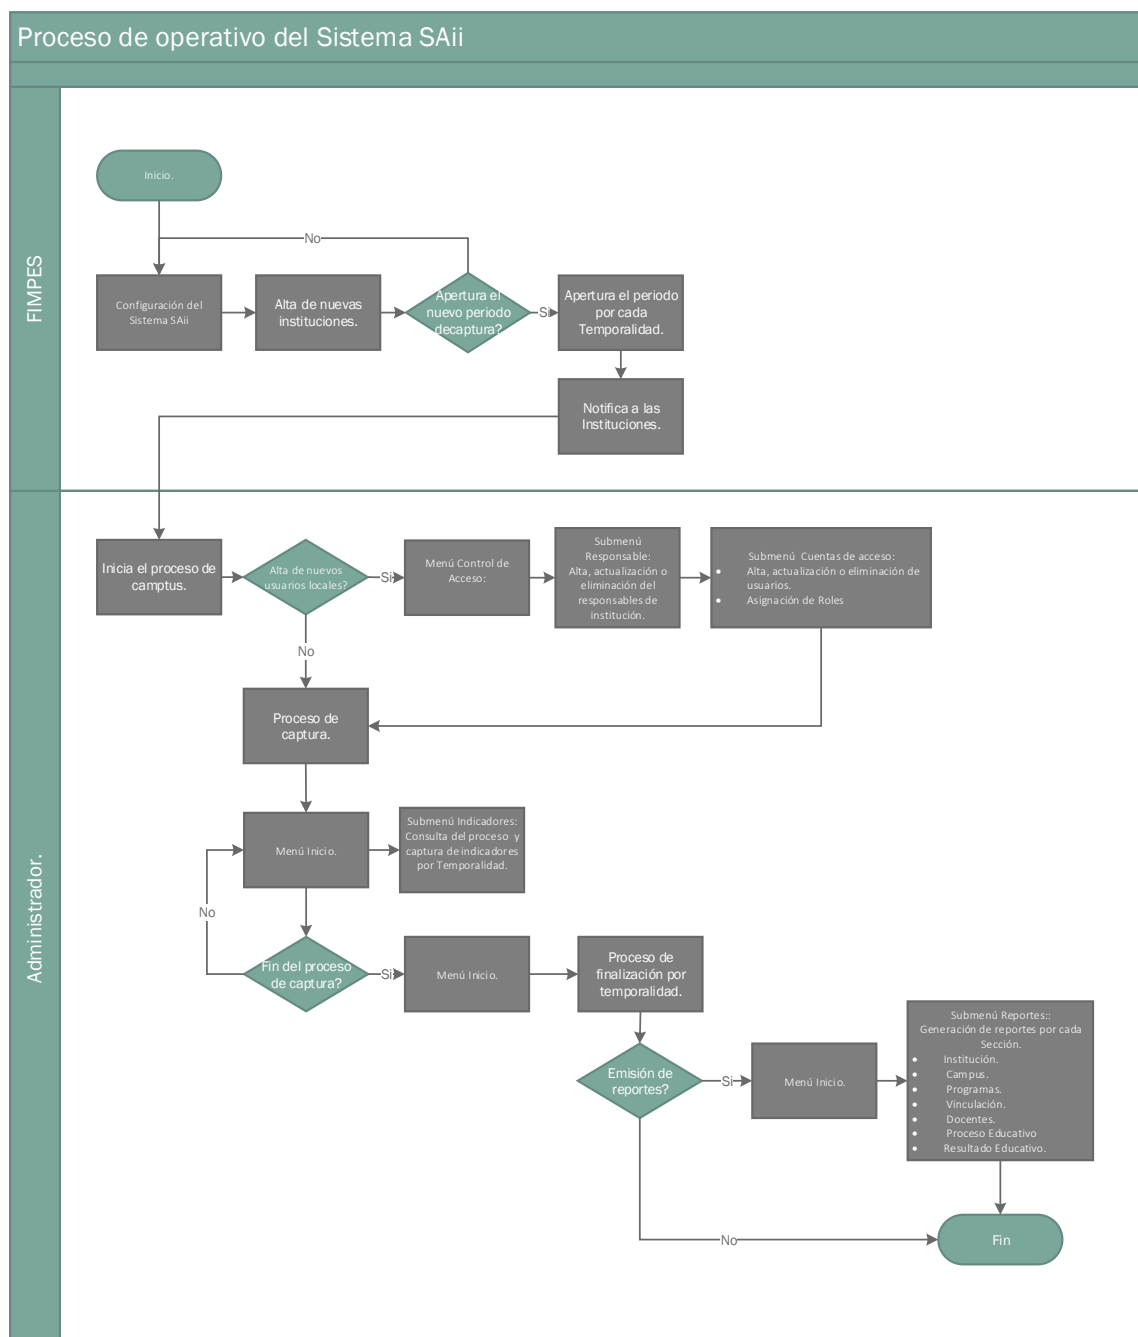 Proceso de operativo del Sistema SAii
FIMPES
Inicio.
No
Configuración del
Sistema SAii
Alta de nuevas
instituciones.
Apertura el
nuevo periodo
decaptura?
Si
Apertura el periodo
por cada
Temporalidad.
Notifica a las
Instituciones.
Administrador.
Inicia el proceso de
camptus.
Alta de nuevos
usuarios locales?
Si
Menú Control de
Acceso:
Submenú
Responsable:
Alta, actualización o
eliminación del
responsables de
institución.
Submenú Cuentas de acceso:
• Alta, actualización o eliminación de
usuarios.
• Asignación de Roles
No
Proceso de
captura.
Menú Inicio.
Submenú Indicadores:
Consulta del proceso y
captura de indicadores
por Temporalidad.
No
Fin del proceso
de captura?
Si
Menú Inicio.
Proceso de
finalización por
temporalidad.
Emisión de
reportes?
Si
Menú Inicio.
Submenú Reportes::
Generación de reportes por cada
Sección.
• Institución.
• Campus.
• Programas.
• Vinculación.
• Docentes.
• Proceso Educativo
• Resultado Educativo.
No
Fin